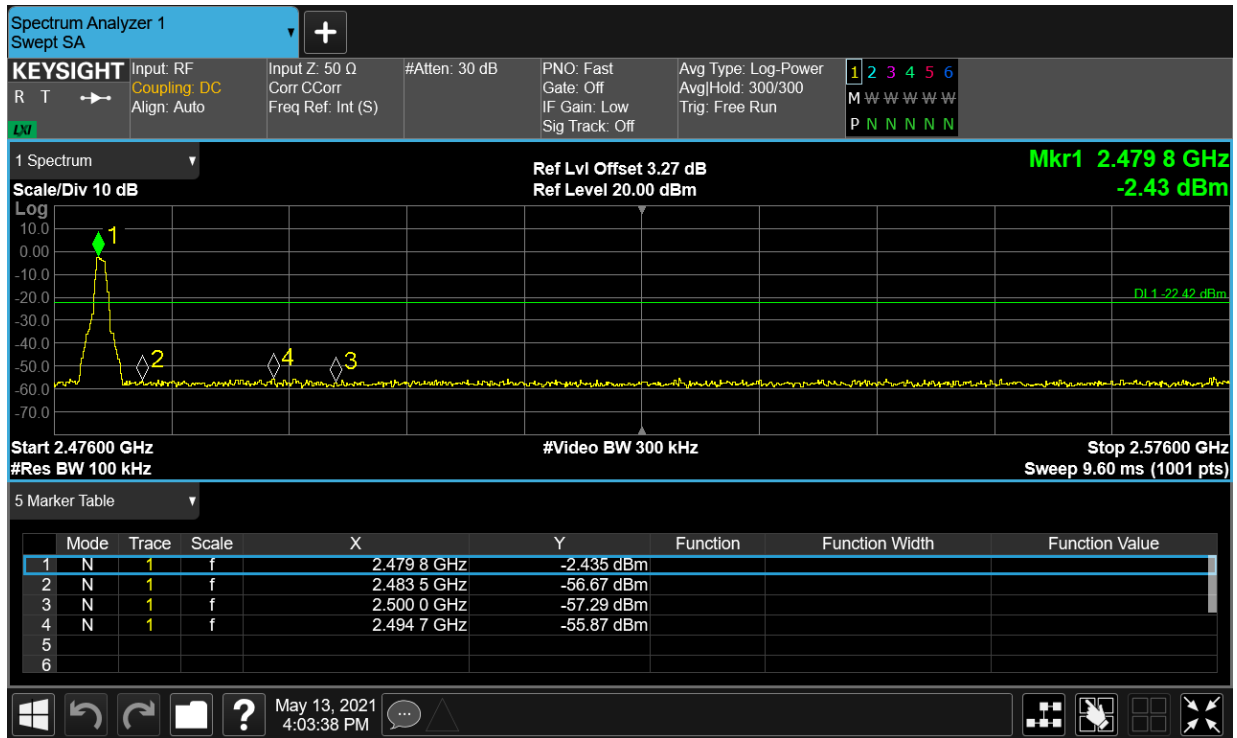 Spectrum Analyzer 1
Swept SA
KEYSIGHT Input: RF Input Z: 50 Ω #Atten: 30 dB PNO: Fast Avg Type: Log-Power 1 2 3 4 5 6
R T Coupling: DC Corr CCorr Gate: Off Avg|Hold: 300/300 M W W W W W
Align: Auto Freq Ref: Int (S) IF Gain: Low Trig: Free Run
LXI Sig Track: Off P N N N N N
1 Spectrum Ref Lvl Offset 3.27 dB Mkr1 2.479 8 GHz
Scale/Div 10 dB Ref Level 20.00 dBm -2.43 dBm
Log
10.0
1
0.00
-10.0
-20.0 DL1 -22.42 dBm
-30.0
-40.0
2 4 3
-50.0
-60.0
-70.0
Start 2.47600 GHz #Video BW 300 kHz Stop 2.57600 GHz
#Res BW 100 kHz Sweep 9.60 ms (1001 pts)
5 Marker Table
Mode Trace Scale X Y Function Function Width Function Value
1 N 1 f 2.479 8 GHz -2.435 dBm
2 N 1 f 2.483 5 GHz -56.67 dBm
3 N 1 f 2.500 0 GHz -57.29 dBm
4 N 1 f 2.494 7 GHz -55.87 dBm
5
6
? May 13, 2021
4:03:38 PM